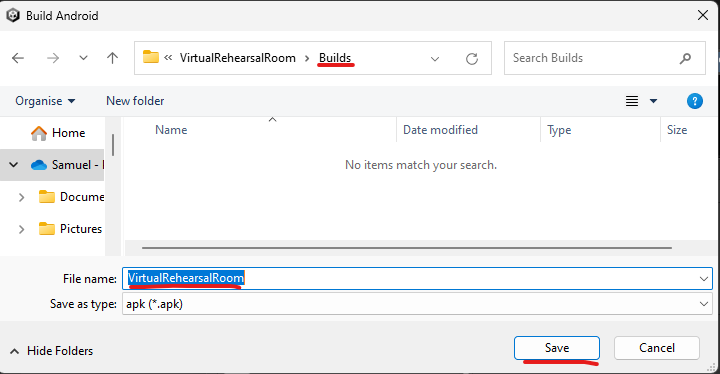 Build Android
« VirtualRehearsalRoom > Builds
Search Builds
Organise
New folder
?
Name
Date modified
Type
Size
Home
Samuel -
Docume
Pictures
No items match your search.
File name: VirtualRehearsalRoom
Save as type: apk (*.apk)
Hide Folders
Save
Cancel